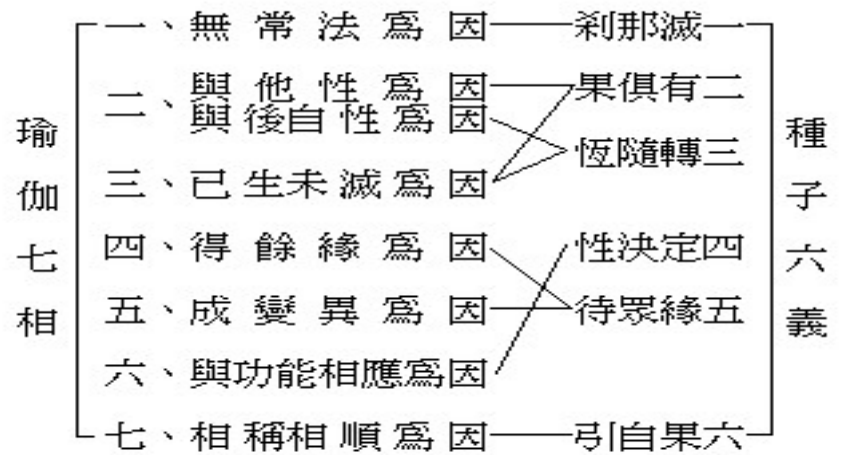 瑜伽七相
一、無常法爲因
二、與他性爲因
與後自性爲因
三、已生未滅爲因
四、得餘緣爲因
五、成變異爲因
六、與功能相應爲因
七、相稱相順爲因
剎那滅一
果俱有二
恆隨轉三
性決定四
待眾緣五
引自果六
種子六義